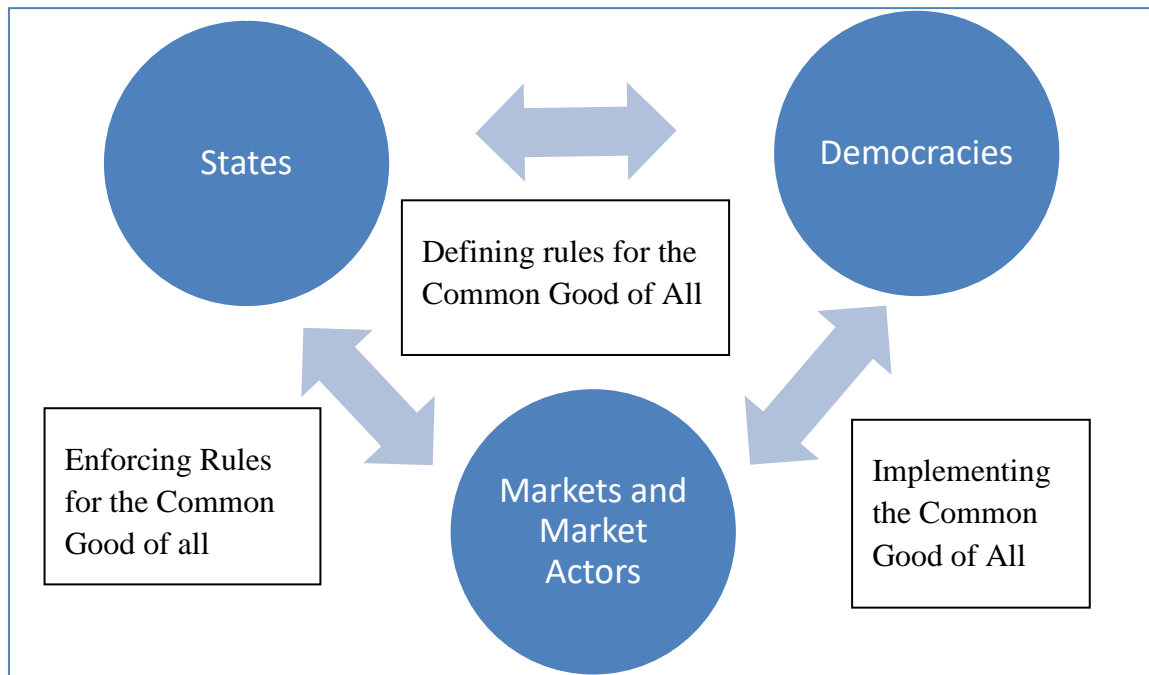 States
Democracies
Defining rules for the
Common Good of All
Enforcing Rules
for the Common
Good of all
Markets and
Market
Actors
Implementing
the Common
Good of All